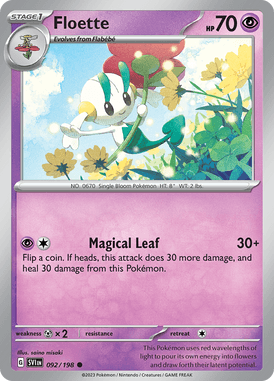 STAGE 1 Floette HP 70
Evolves from Flabébé
NO. 0670 Single Bloom Pokémon HT: 8" WT: 2 lbs.
Magical Leaf 30+
Flip a coin. If heads, this attack does 30 more damage, and
heal 30 damage from this Pokémon.
weakness ×2 resistance retreat
Illus. saino misaki
G SVI EN 092/198
This Pokémon uses red wavelengths of
light to pour its own energy into flowers
and draw out their latent potential.
©2023 Pokémon / Nintendo / Creatures / GAME FREAK